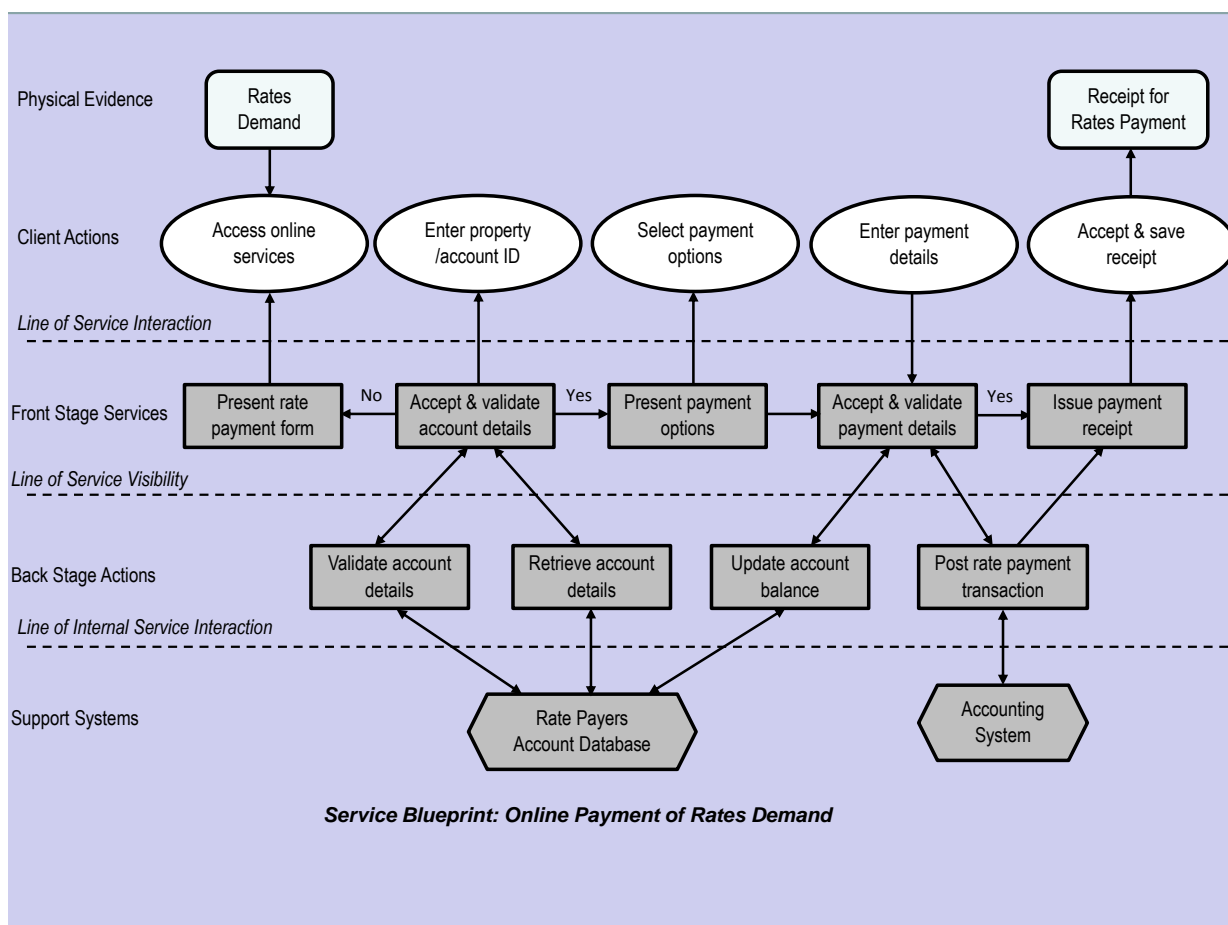 Physical Evidence
Rates
Demand
Receipt for
Rates Payment
Client Actions
Access online
services
Enter property
/account ID
Select payment
options
Enter payment
details
Accept & save
receipt
Line of Service Interaction
Front Stage Services
Present rate
payment form
No
Accept & validate
account details
Yes
Present payment
options
Accept & validate
payment details
Yes
Issue payment
receipt
Line of Service Visibility
Back Stage Actions
Validate account
details
Retrieve account
details
Update account
balance
Post rate payment
transaction
Line of Internal Service Interaction
Support Systems
Rate Payers
Account Database
Accounting
System
Service Blueprint: Online Payment of Rates Demand